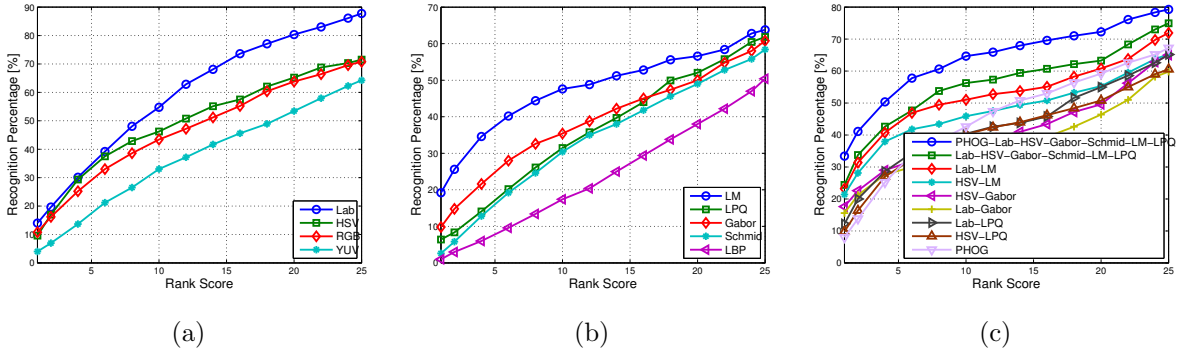 90
80
70
60
50
40
30
20
10
0
5 10 15 20 25
Rank Score
Recognition Percentage [%]
Lab
HSV
RGB
YUV
(a)
70
60
50
40
30
20
10
0
5 10 15 20 25
Rank Score
Recognition Percentage [%]
LM
LPQ
Gabor
Schmid
LBP
(b)
80
70
60
50
40
30
20
10
0
5 10 15 20 25
Rank Score
Recognition Percentage [%]
PHOG-Lab-HSV-Gabor-Schmid-LM-LPQ
Lab-HSV-Gabor-Schmid-LM-LPQ
Lab-LM
HSV-LM
HSV-Gabor
Lab-Gabor
Lab-LPQ
HSV-LPQ
PHOG
(c)